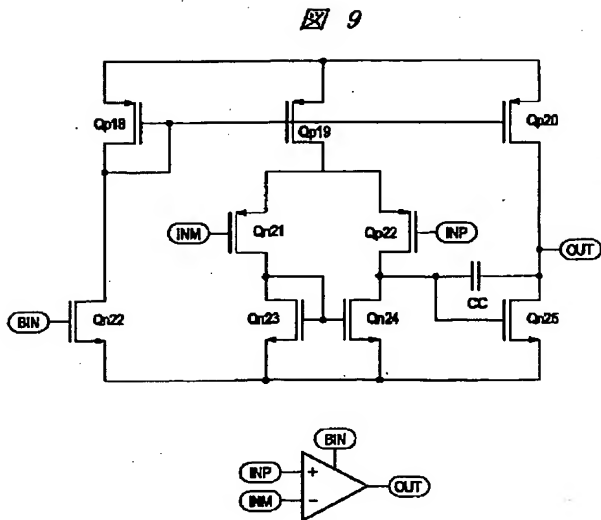 図 9
Qp18
Qp19
Qp20
INM
Qn21
Qp22
INP
OUT
CC
BIN
Qn22
Qn23
Qn24
Qn25
BIN
INP
+
OUT
INM
−